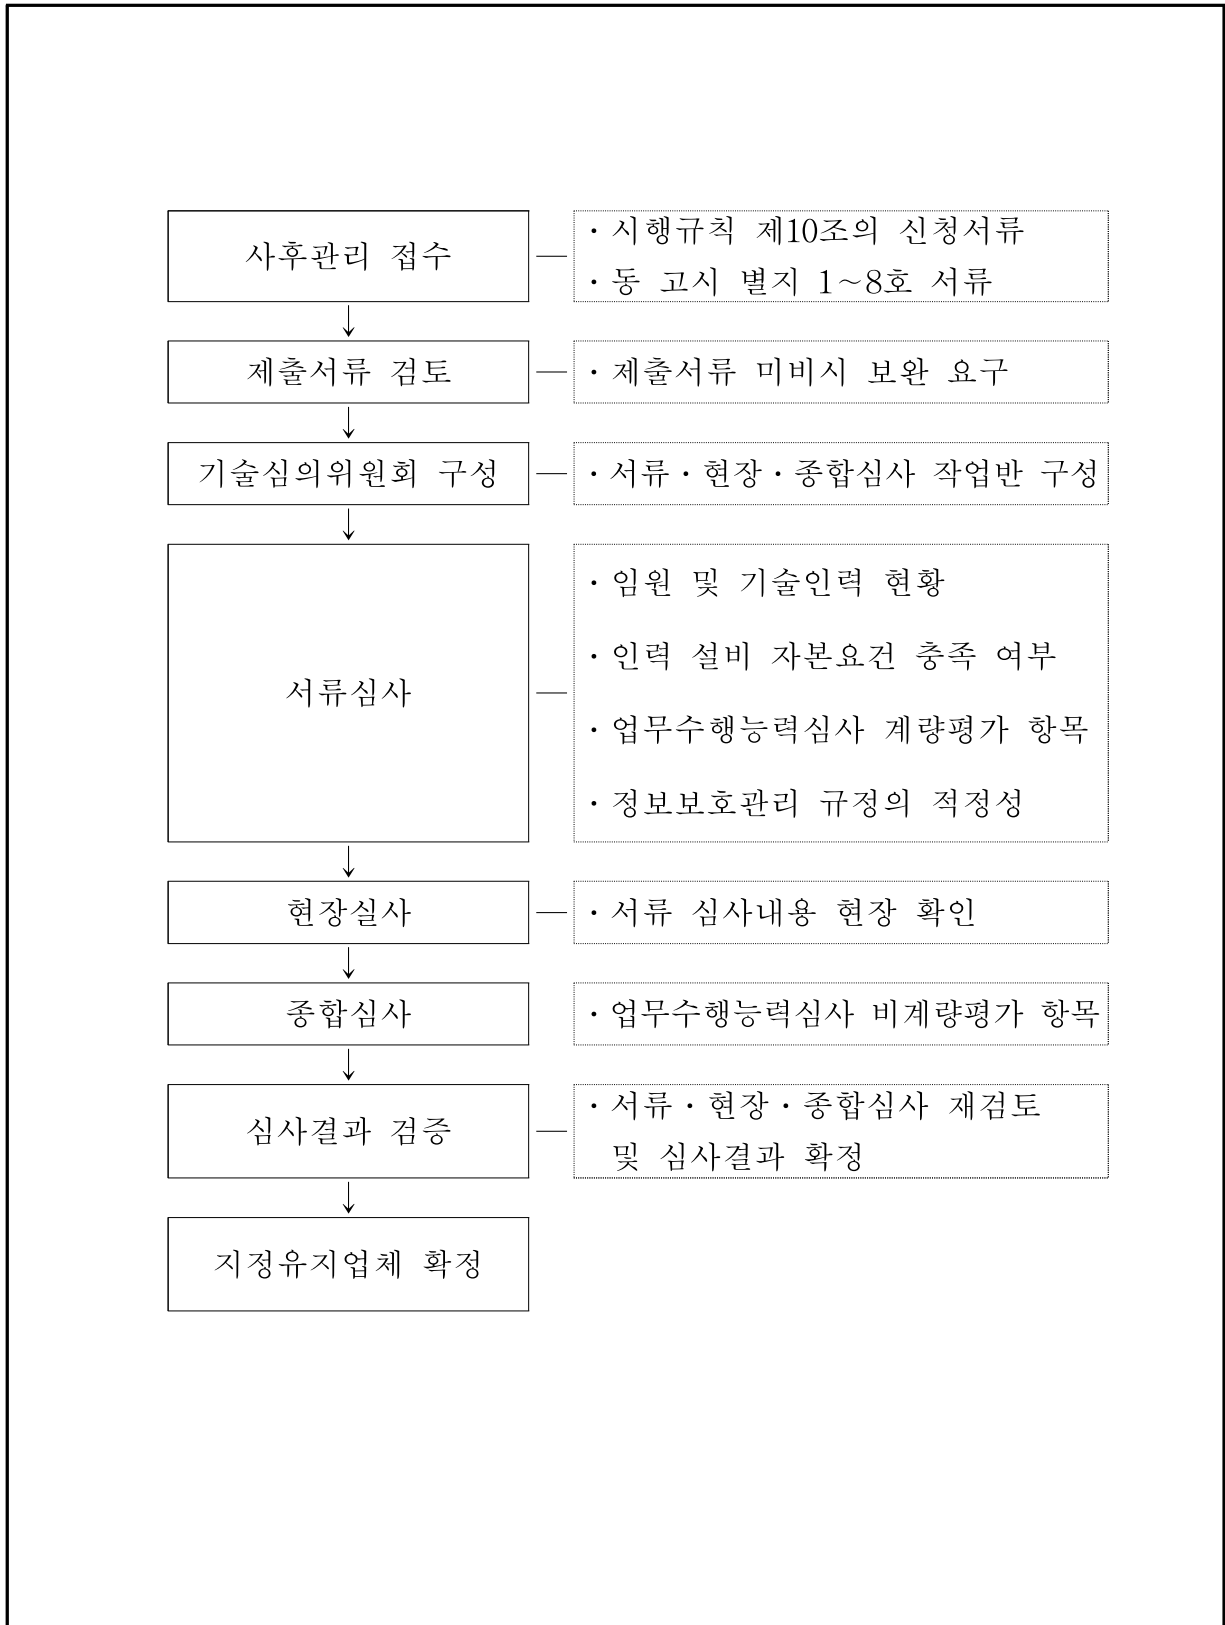 사후관리 접수
· 시행규칙 제10조의 신청서류
· 동 고시 별지 1~8호 서류
제출서류 검토
· 제출서류 미비시 보완 요구
기술심의위원회 구성
· 서류 · 현장 · 종합심사 작업반 구성
서류심사
· 임원 및 기술인력 현황
· 인력 설비 자본요건 충족 여부
· 업무수행능력심사 계량평가 항목
· 정보보호관리 규정의 적정성
현장실사
· 서류 심사내용 현장 확인
종합심사
· 업무수행능력심사 비계량평가 항목
심사결과 검증
· 서류 · 현장 · 종합심사 재검토
및 심사결과 확정
지정유지업체 확정